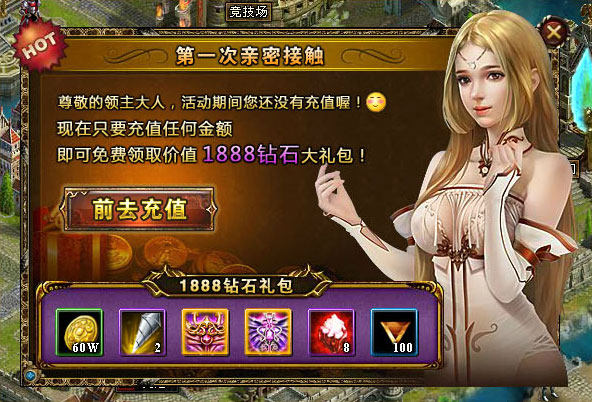 竞技场
HOT
第一次亲密接触
尊敬的领主大人，活动期间您还没有充值喔！
现在只要充值任何金额
即可免费领取价值 1888钻石大礼包！
前去充值
1888钻石礼包
60W
2
8
100